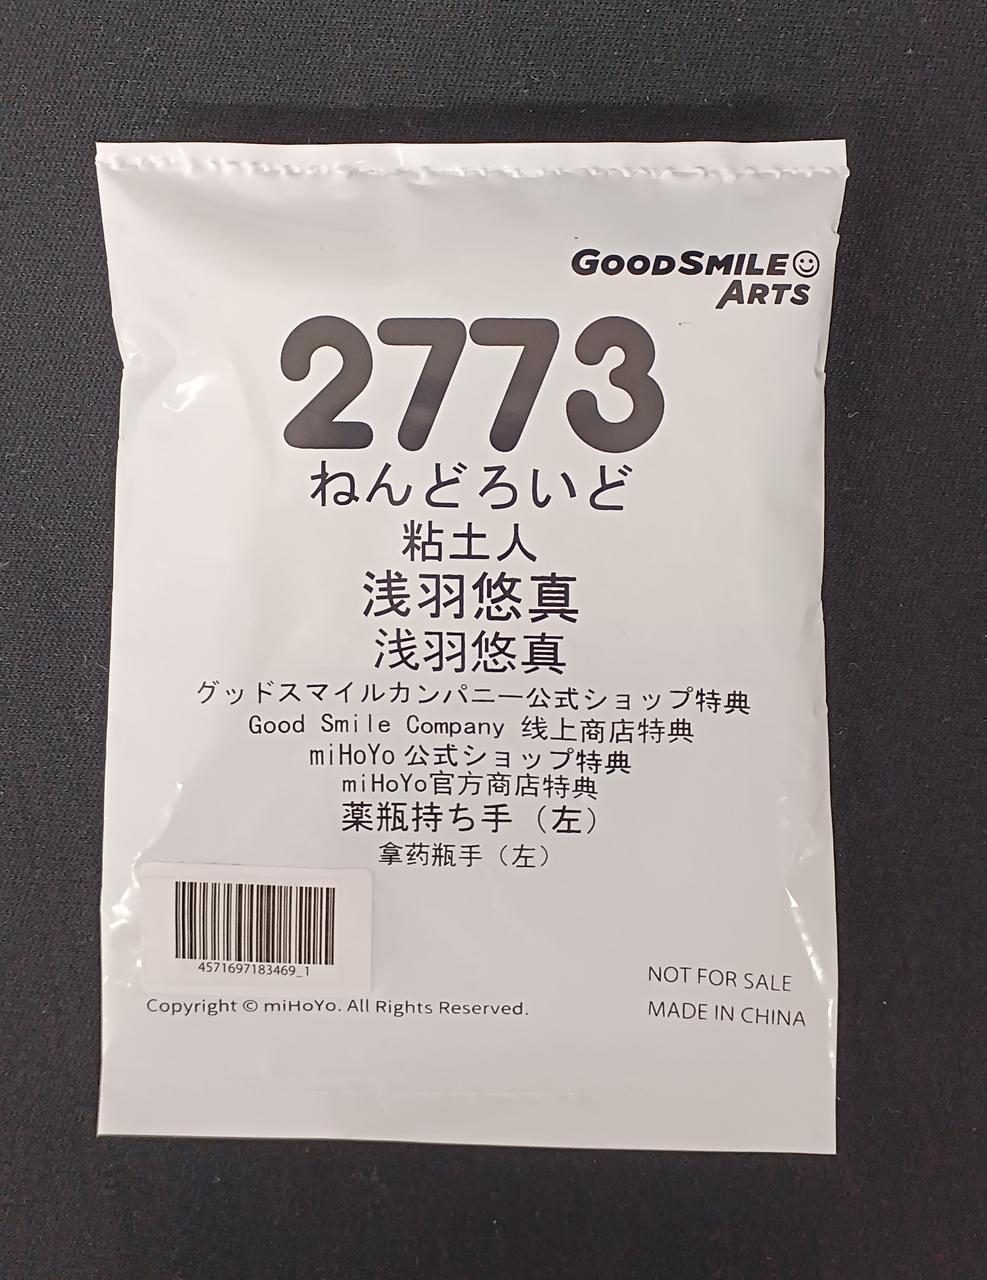 GOODSMILE
ARTS
2773
ねんどろいど
粘土人
浅羽悠真
浅羽悠真
グッドスマイルカンパニー公式ショップ特典
Good Smile Company 线上商店特典
miHoYo 公式ショップ特典
miHoYo官方商店特典
薬瓶持ち手（左）
拿药瓶手（左）
4571697183469_1
Copyright © miHoYo. All Rights Reserved.
NOT FOR SALE
MADE IN CHINA